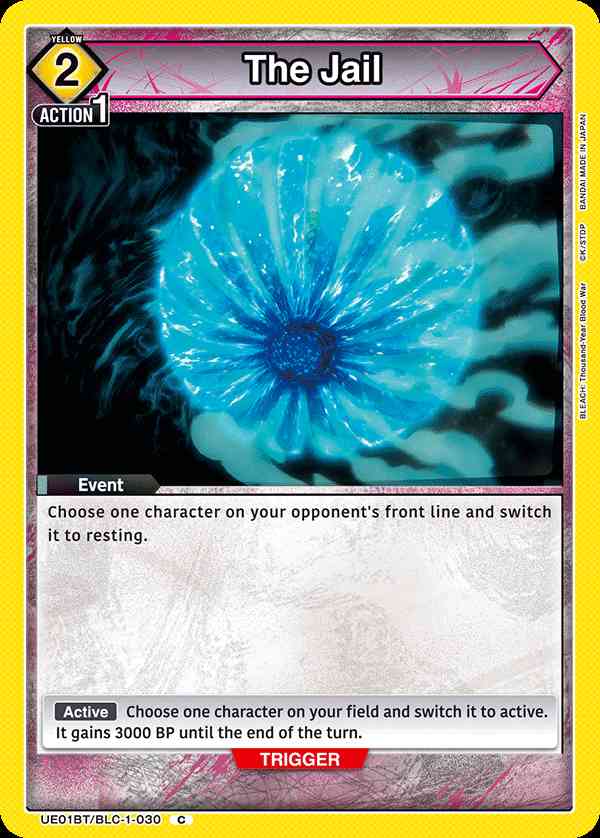 YELLOW
2
The Jail
ACTION 1
BANDAI MADE IN JAPAN
©K/STDP
BLEACH: Thousand-Year Blood War
Event
Choose one character on your opponent's front line and switch
it to resting.
Active Choose one character on your field and switch it to active.
It gains 3000 BP until the end of the turn.
TRIGGER
UE01BT/BLC-1-030 C